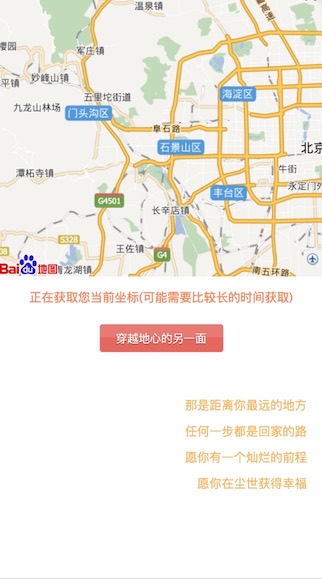 温泉镇
樱园
军庄镇
平镇
妙峰山镇
五里坨街道
九龙山林场
门头沟区
海淀区
阜石路
石景山区
北京
牛街
潭柘寺镇
丰台区
永定门外
G4501
长辛店镇
S328
王佐镇
G4
Bai du 地图
青龙湖镇
南五环路
正在获取您当前坐标(可能需要比较长的时间获取)
穿越地心的另一面
那是距离你最远的地方
任何一步都是回家的路
愿你有一个灿烂的前程
愿你在尘世获得幸福